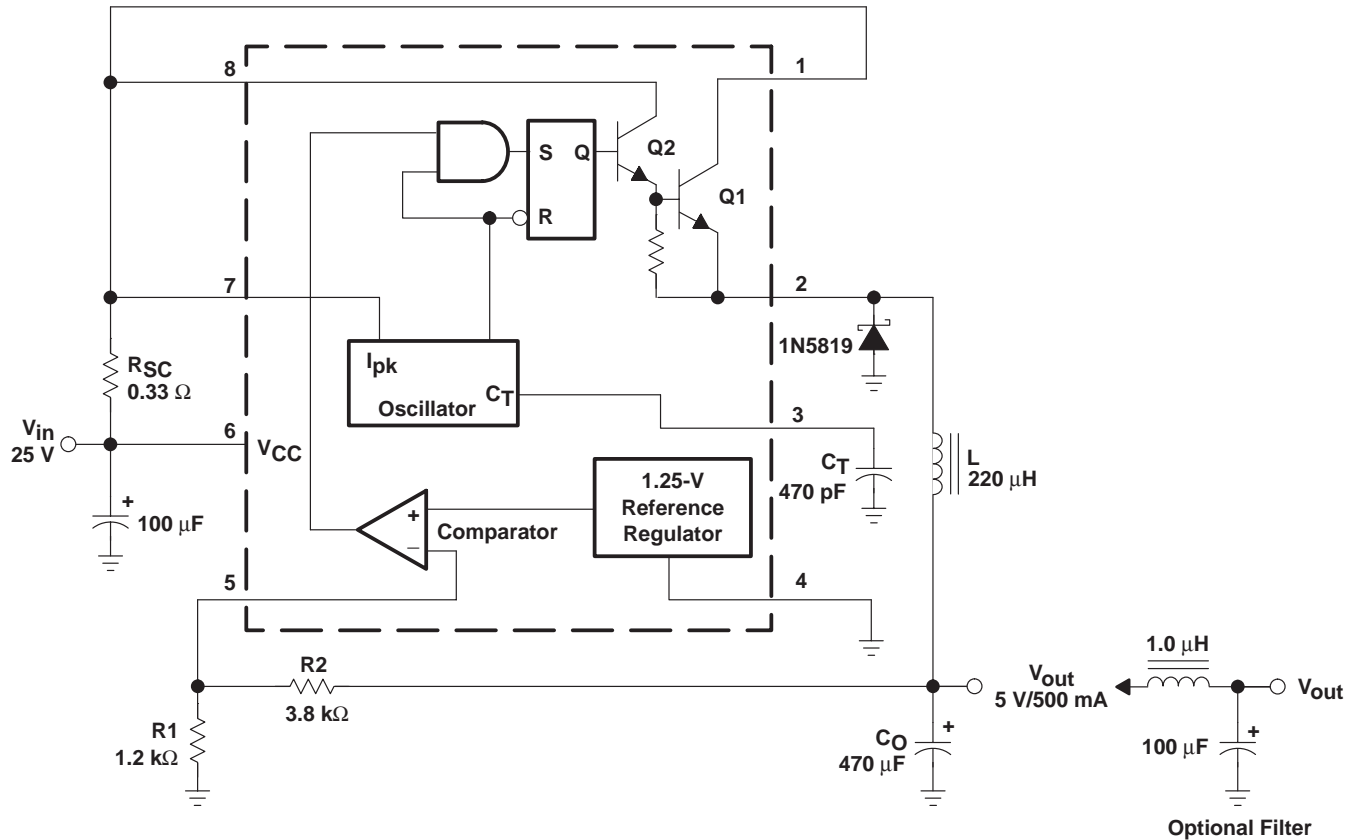 8
1
S
Q
Q2
R
Q1
7
2
1N5819
Ipk
CT
Oscillator
RSC
0.33 Ω
3
Vin
25 V
6
VCC
CT
470 pF
L
220 μH
+
100 μF
1.25-V
Reference
Regulator
+
Comparator
–
5
4
R2
3.8 kΩ
R1
1.2 kΩ
Vout
5 V/500 mA
1.0 μH
Vout
CO
470 μF
+
100 μF
+
Optional Filter